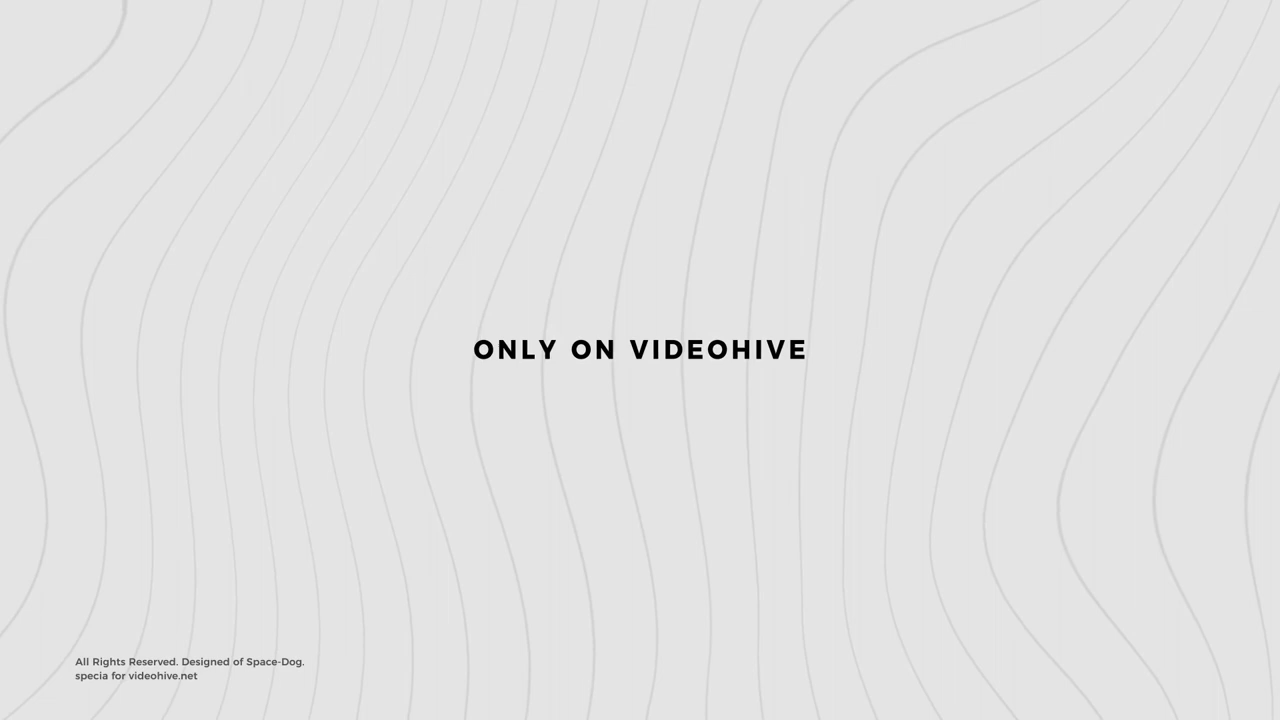 ONLY ON VIDEOHIVE
All Rights Reserved. Designed of Space-Dog.
specia for videohive.net